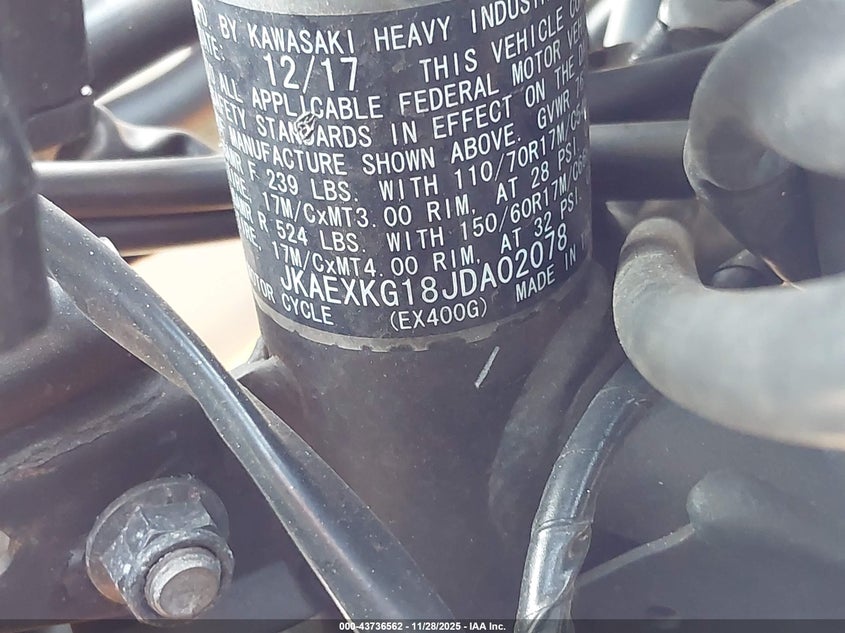 BY KAWASAKI HEAVY
12/17 THIS VEHICLE
ALL APPLICABLE FEDERAL MOTOR
STANDARDS IN EFFECT ON THE
MANUFACTURE SHOWN ABOVE. GVWR
F 239 LBS. WITH 110/70R17M/C
17M/CxMT3.00 RIM, AT 28 PSI
R 524 LBS. WITH 150/60R17M/C
17M/CxMT4.00 RIM, AT 32 PSI
JKAEXKG18JDA02078
CYCLE (EX400G) MADE IN
000-43736562 - 11/28/2025 - IAA Inc.